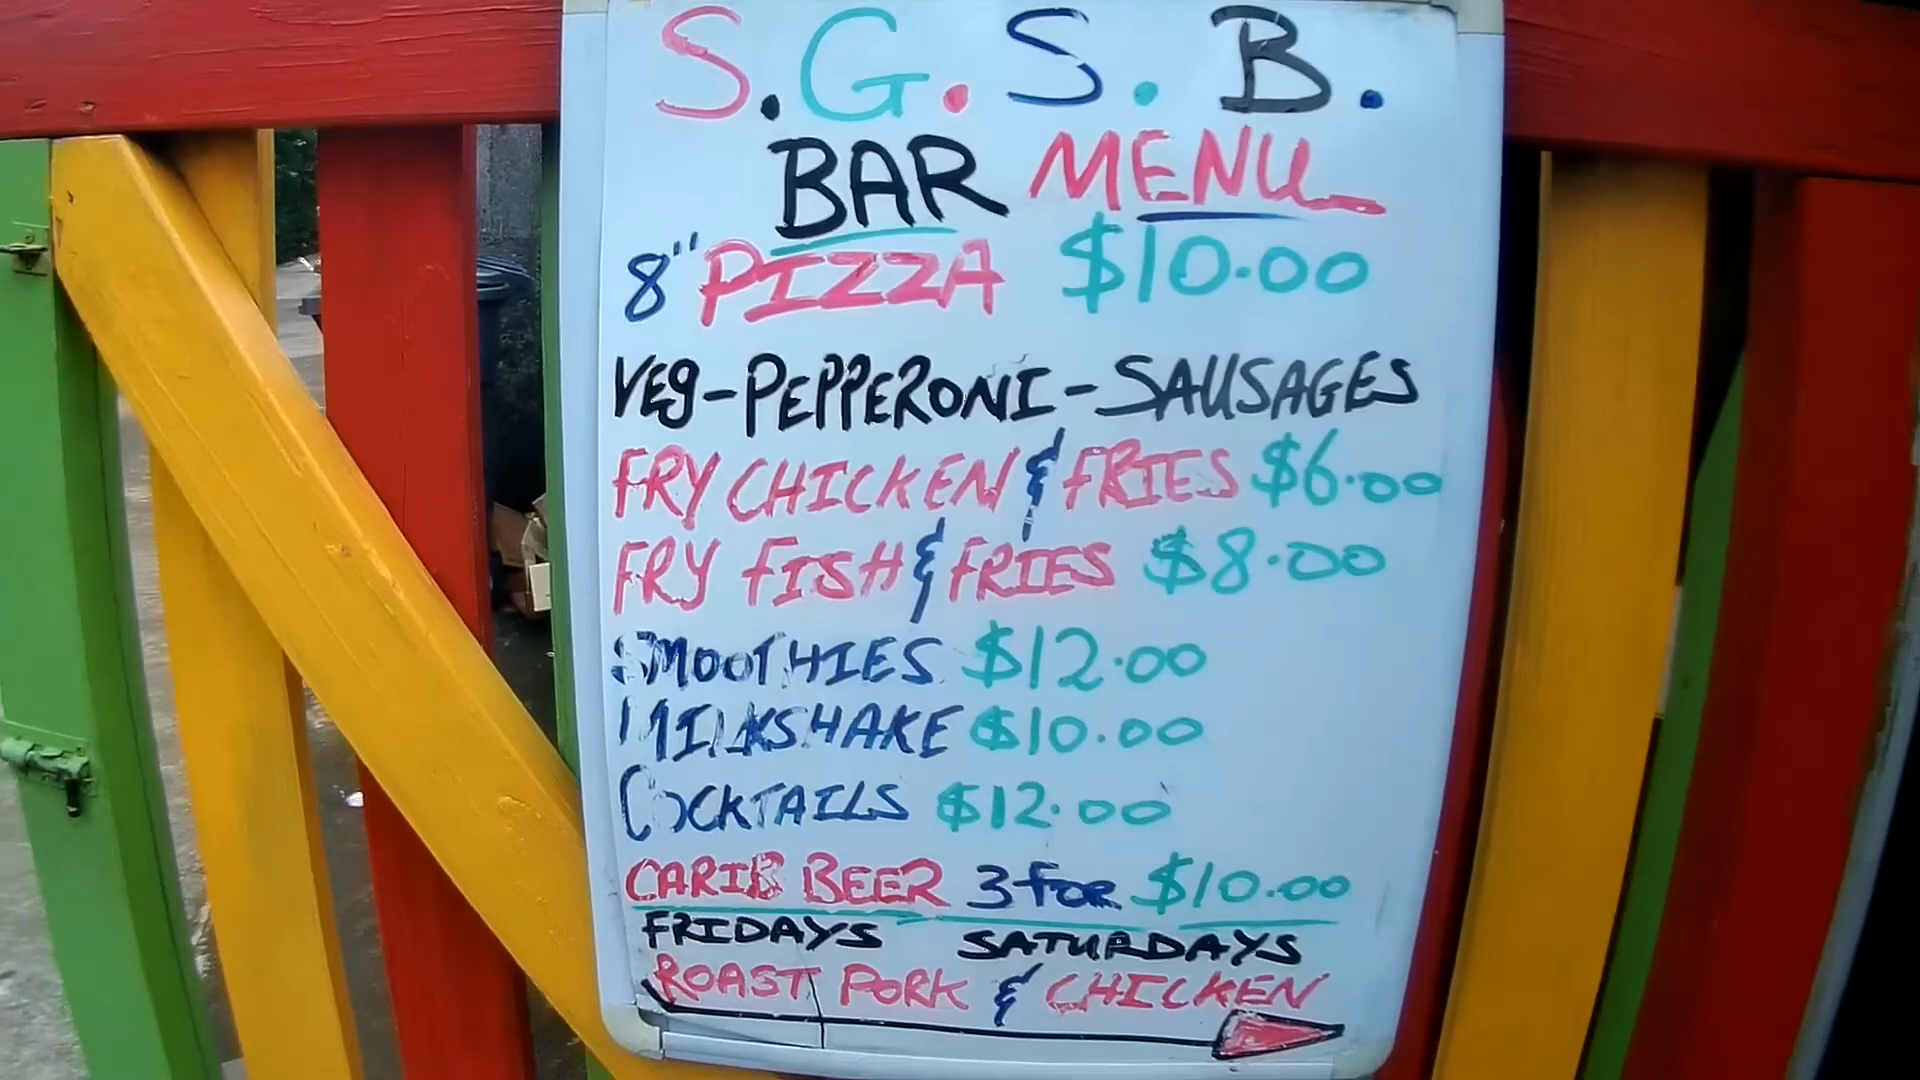 S.G.S.B.
BAR MENU
8" PIZZA $10.00
VEG-PEPPERONI-SAUSAGES
FRY CHICKEN & FRIES $6.00
FRY FISH & FRIES $8.00
SMOOTHIES $12.00
MILKSHAKE $10.00
COCKTAILS $12.00
CARIB BEER 3 FOR $10.00
FRIDAYS SATURDAYS
ROAST PORK & CHICKEN